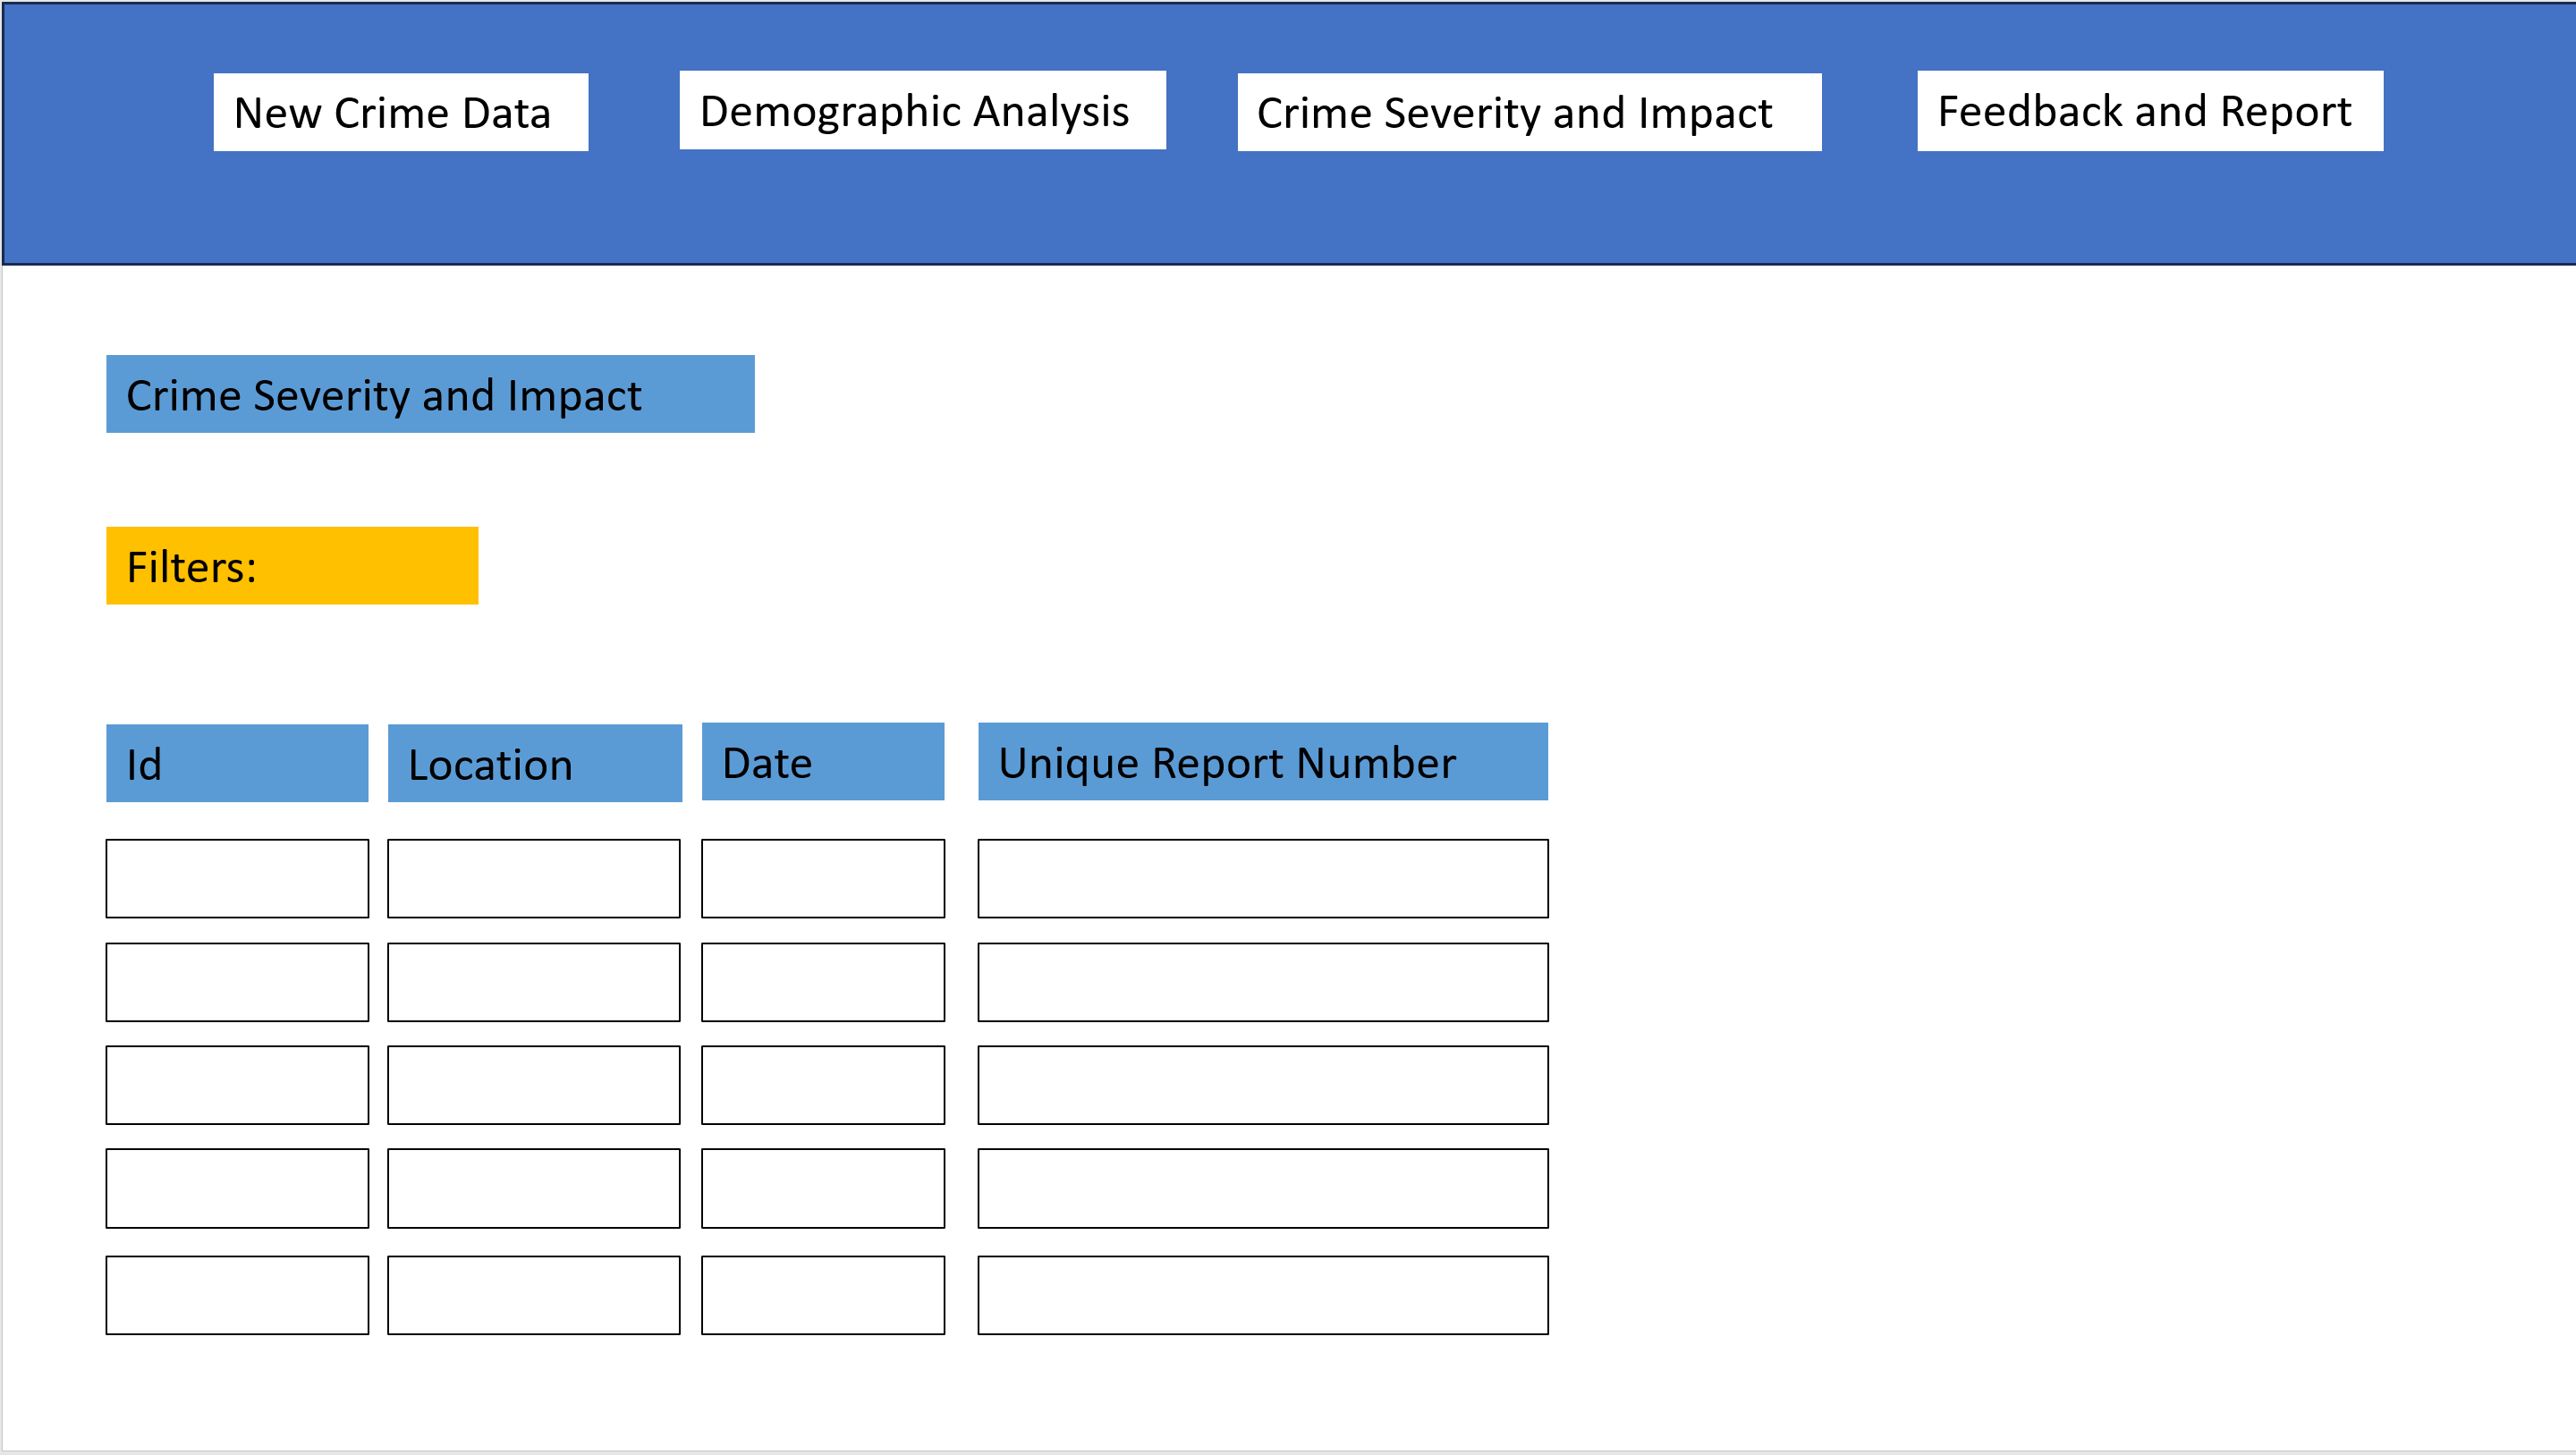 New Crime Data
Demographic Analysis
Crime Severity and Impact
Feedback and Report
Crime Severity and Impact
Filters:
Id
Location
Date
Unique Report Number